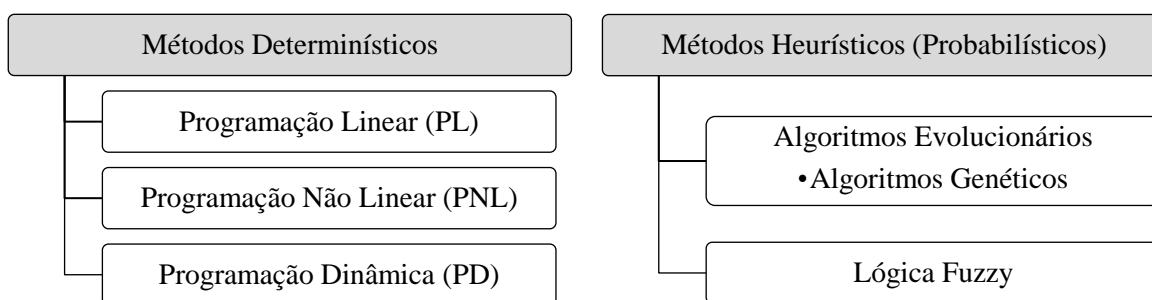 Métodos Determinísticos
Programação Linear (PL)
Programação Não Linear (PNL)
Programação Dinâmica (PD)
Métodos Heurísticos (Probabilísticos)
Algoritmos Evolucionários
•Algoritmos Genéticos
Lógica Fuzzy